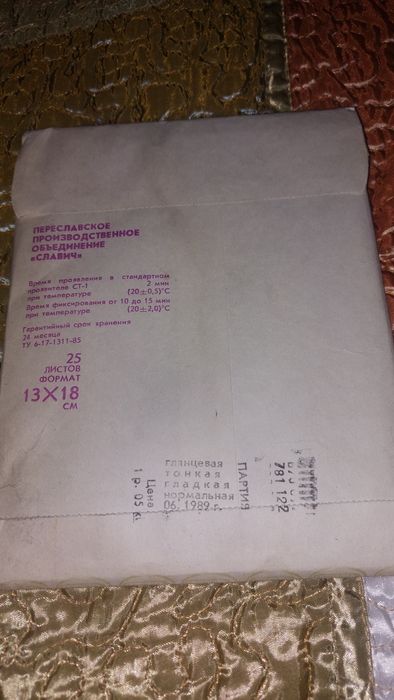 ПЕРЕСЛАВСКОЕ
ПРОИЗВОДСТВЕННОЕ
ОБЪЕДИНЕНИЕ
«СЛАВИЧ»
Время проявления в стандартном
проявителе СТ-1 2 мин
при температуре (20±0,5)°С
Время фиксирования от 10 до 15 мин
при температуре (20±2,0)°С
Гарантийный срок хранения
24 месяца
ТУ 6-17-1311-85
25
ЛИСТОВ
ФОРМАТ
13X18
СМ
глянцевая
тонкая
гладкая
нормальная
06. 1989 г.
Цена
1 р. 05 к.
ПАРТИЯ
781 122